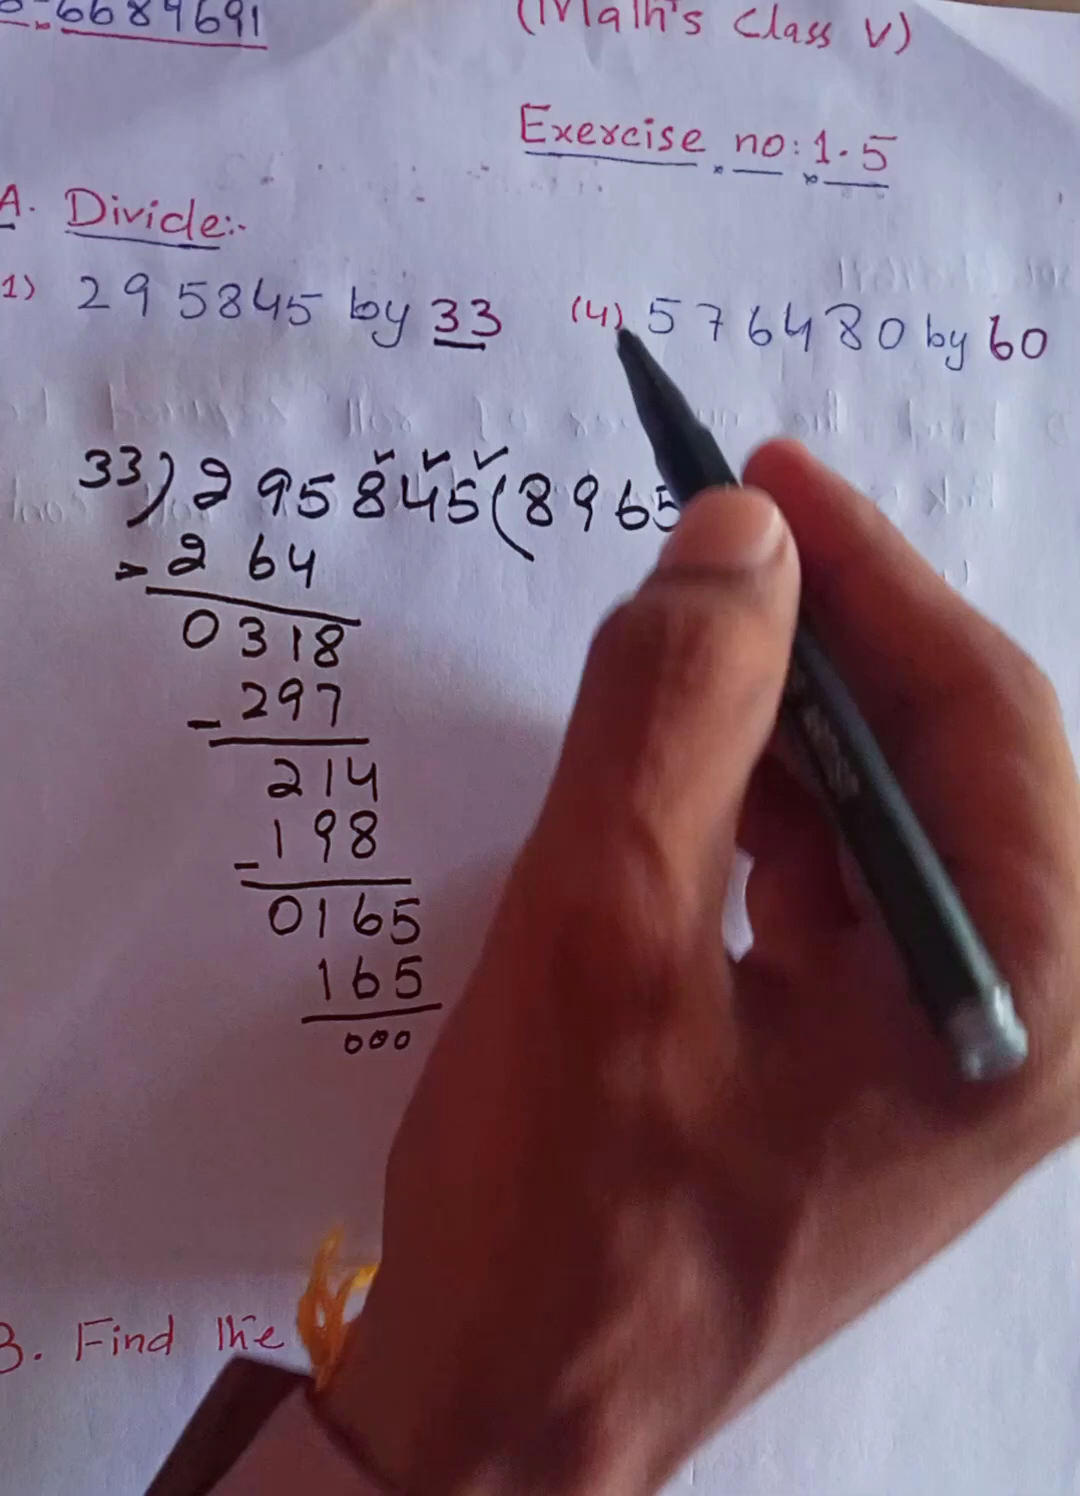 6684691
(Math's Class V)
Exercise no: 1.5
A. Divide:-
1) 295845 by 33
(4) 576480 by 60
33) 295845 (8965
- 264
0318
- 297
214
- 198
0165
165
000
B. Find the